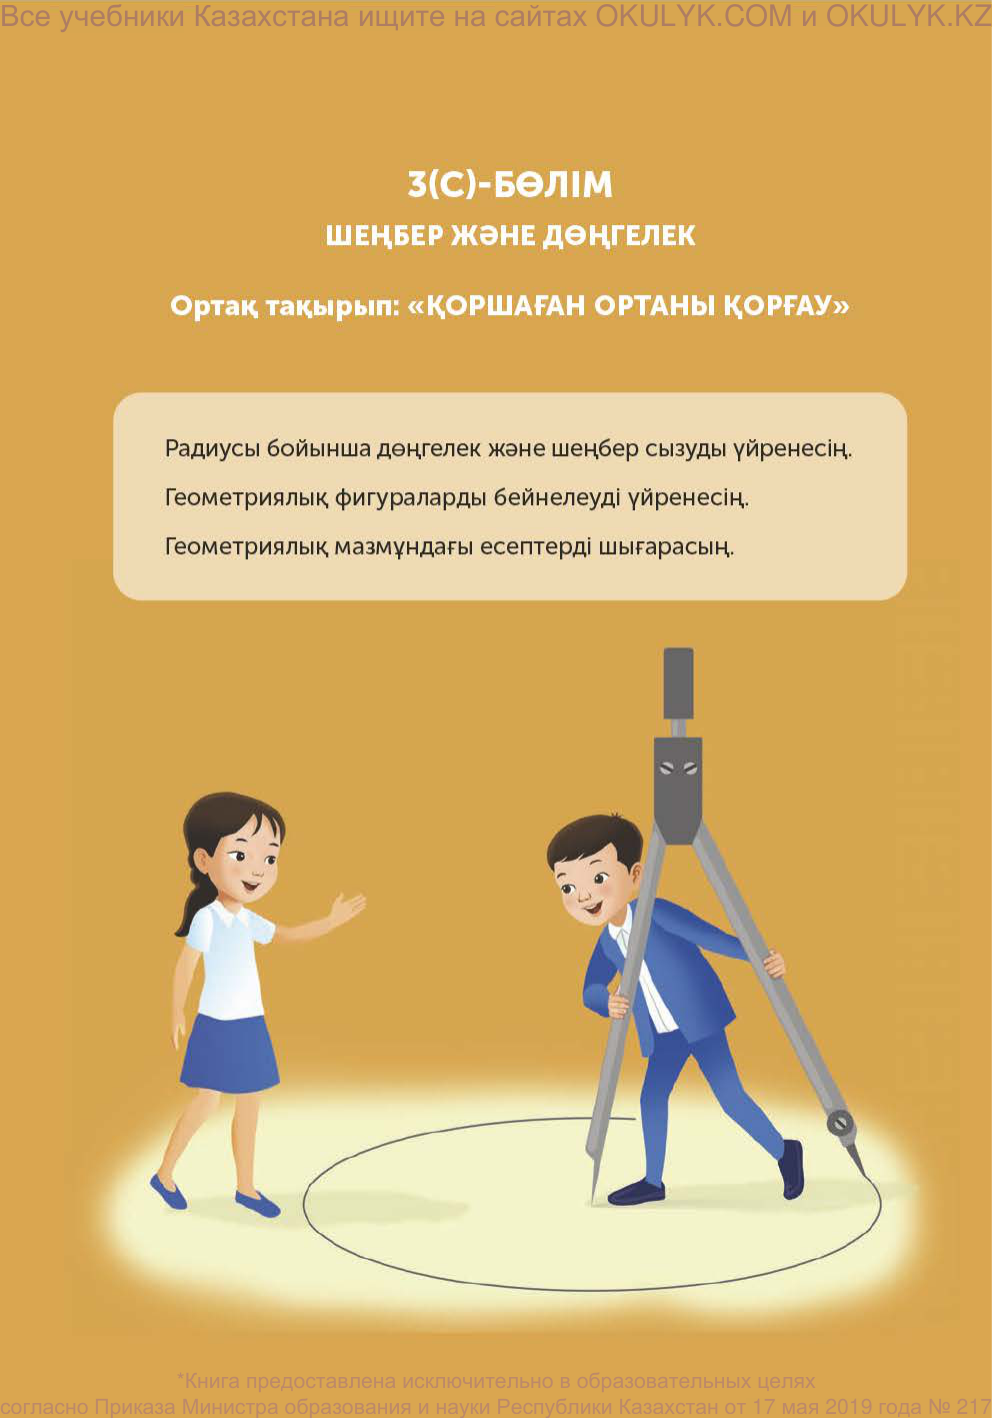 Все учебники Казахстана ищите на сайтах OKULYK.COM и OKULYK.KZ
3(С)-БӨЛІМ
ШЕҢБЕР ЖӘНЕ ДӨҢГЕЛЕК
Ортақ тақырып: «ҚОРШАҒАН ОРТАНЫ ҚОРҒАУ»
Радиусы бойынша дөңгелек және шеңбер сызуды үйренесің.
Геометриялық фигураларды бейнелеуді үйренесің.
Геометриялық мазмұндағы есептерді шығарасың.
*Книга предоставлена исключительно в образовательных целях
согласно Приказа Министра образования и науки Республики Казахстан от 17 мая 2019 года № 217